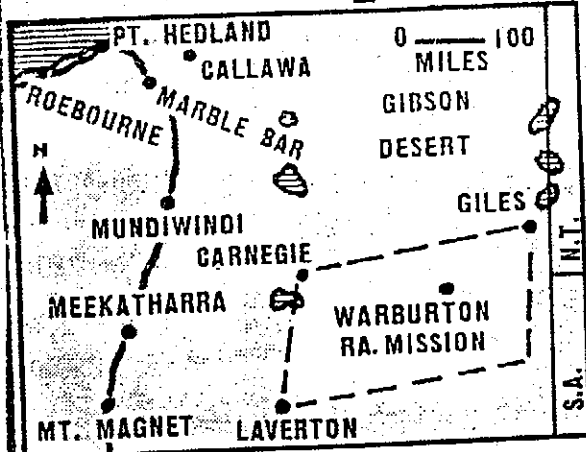 PT. HEDLAND
0 100
MILES
CALLAWA
ROEBOURNE
MARBLE BAR
GIBSON
DESERT
N
GILES
MUNDIWINDI
CARNEGIE
N.T.
MEEKATHARRA
WARBURTON
RA. MISSION
S.A.
MT. MAGNET
LAVERTON